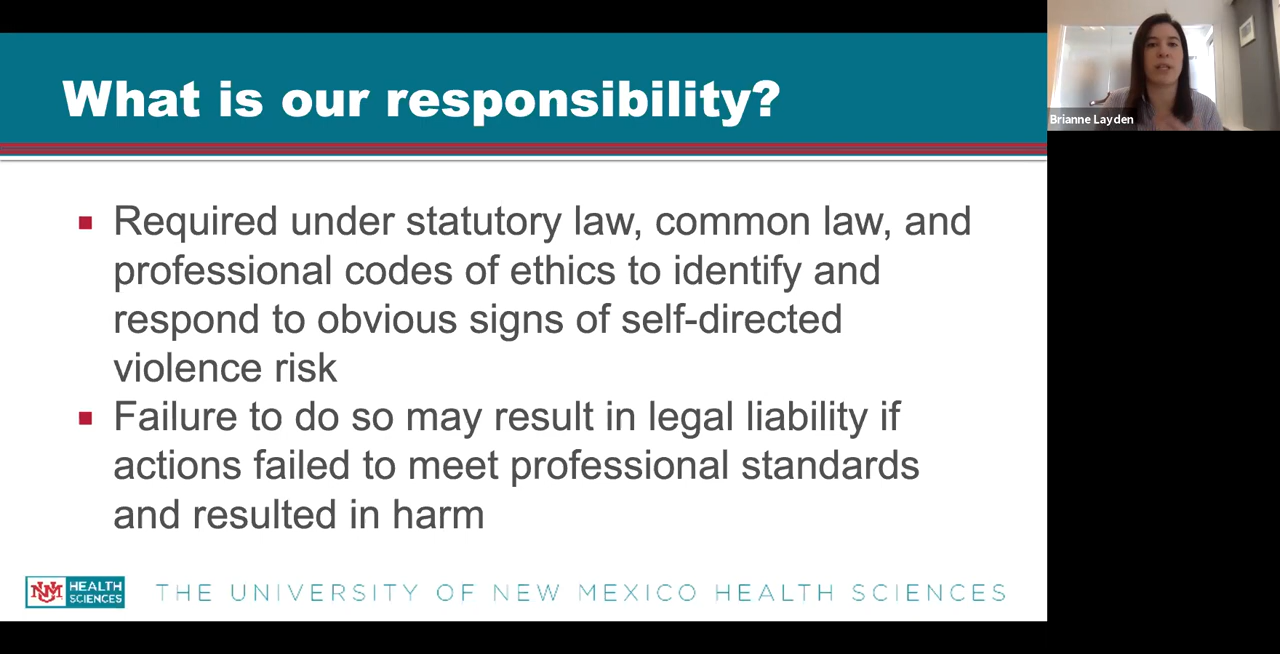 What is our responsibility?
Brianne Layden
Required under statutory law, common law, and
professional codes of ethics to identify and
respond to obvious signs of self-directed
violence risk
Failure to do so may result in legal liability if
actions failed to meet professional standards
and resulted in harm
UNM HEALTH
SCIENCES
THE UNIVERSITY OF NEW MEXICO HEALTH SCIENCES